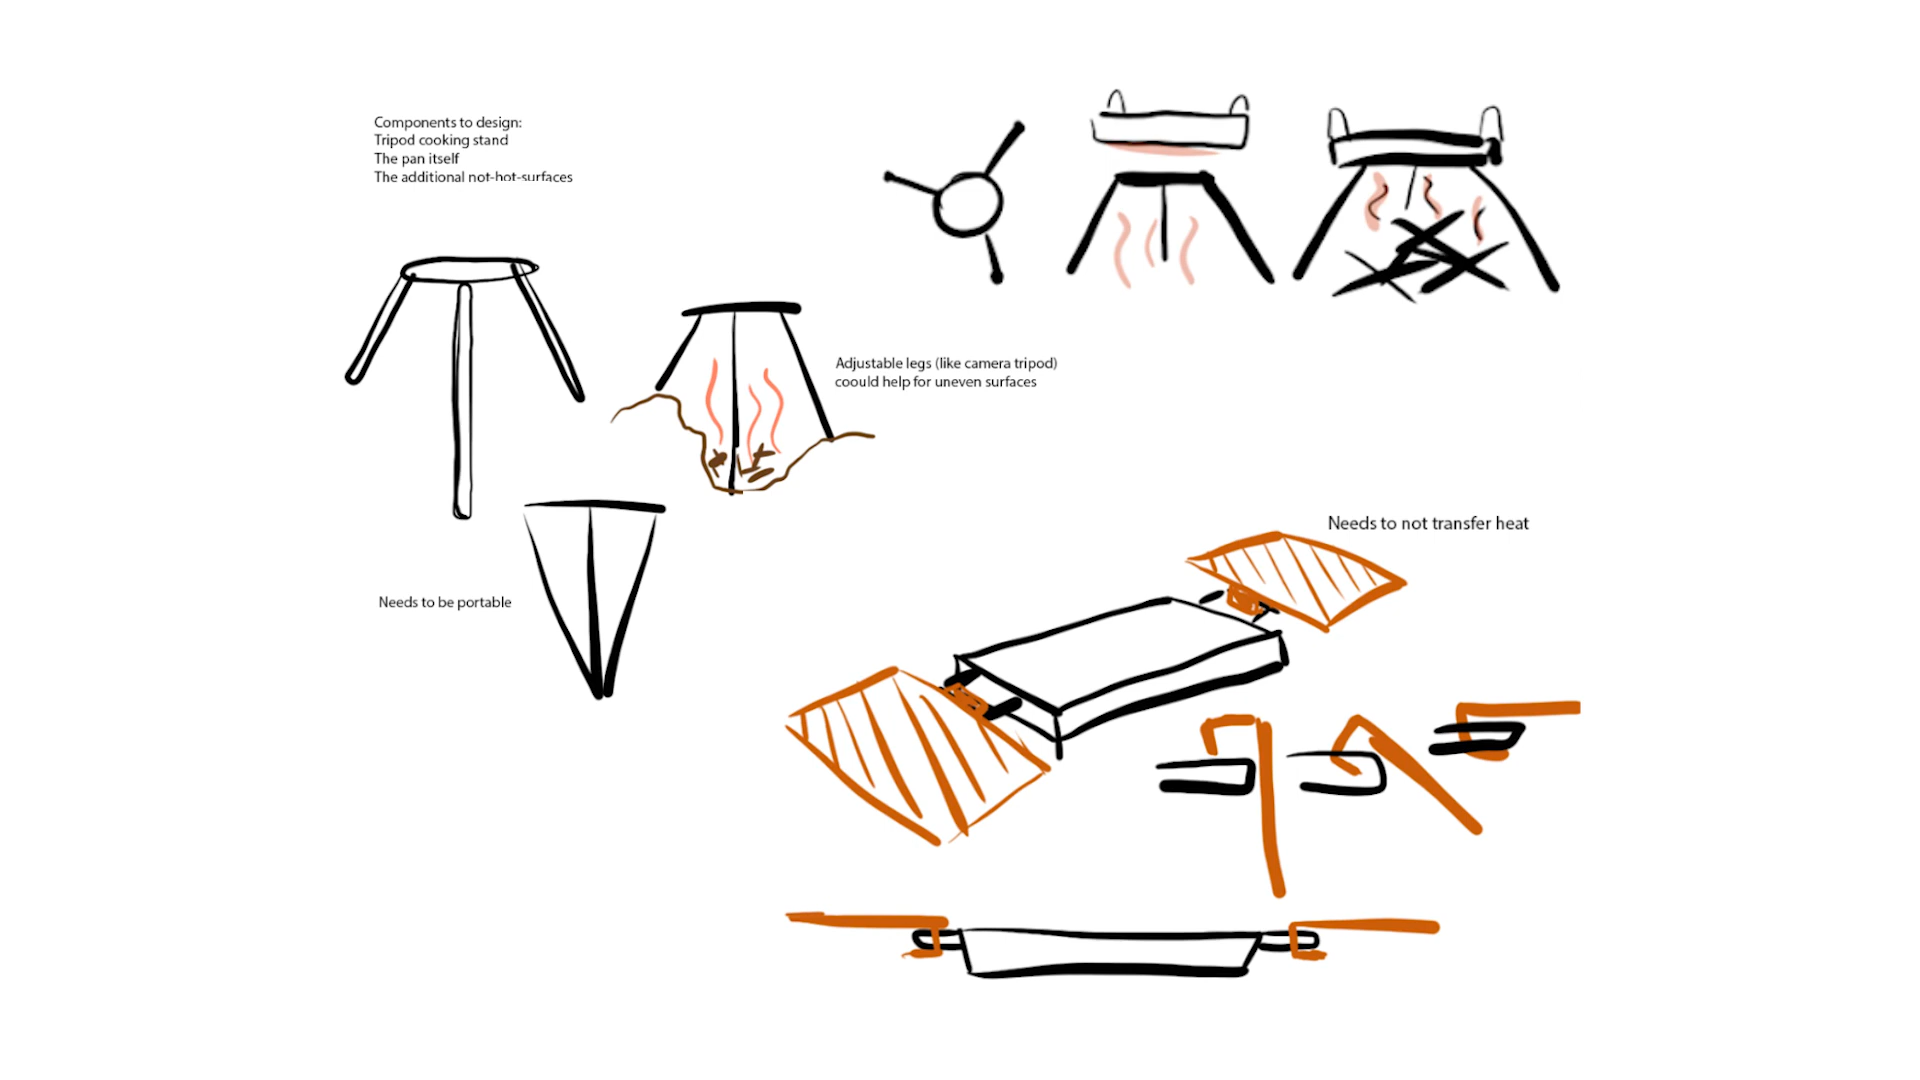 Components to design:
Tripod cooking stand
The pan itself
The additional not-hot-surfaces
Adjustable legs (like camera tripod)
coould help for uneven surfaces
Needs to not transfer heat
Needs to be portable